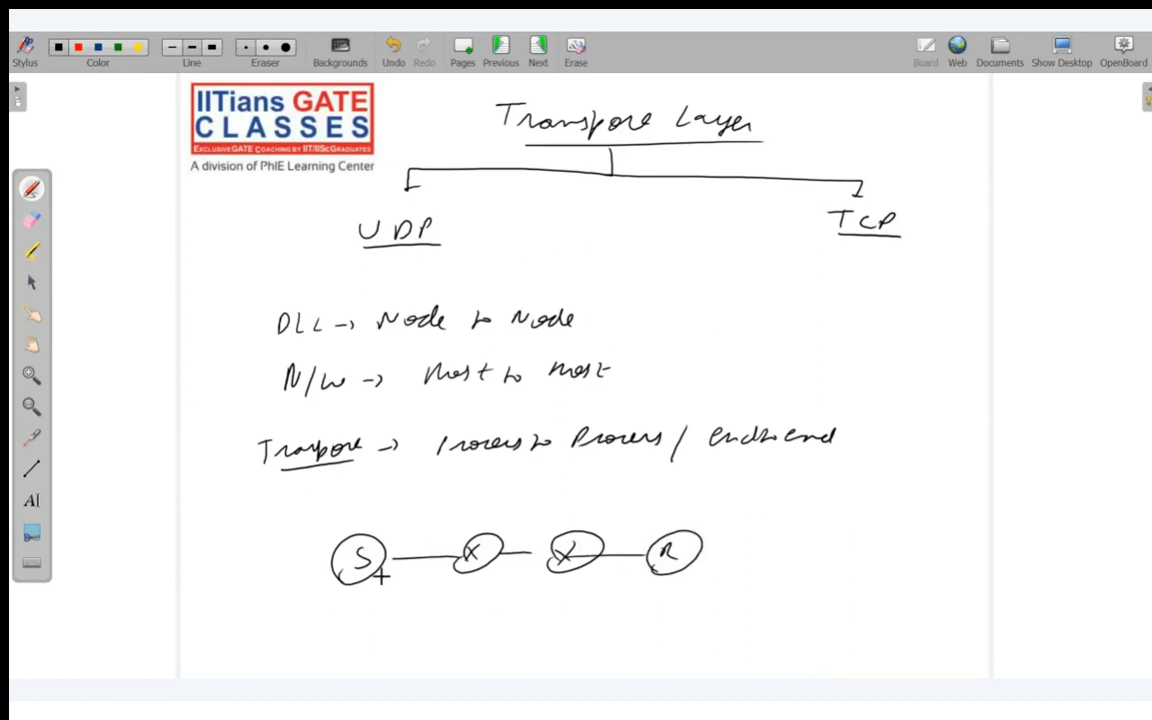 Stylus Color Line Eraser Backgrounds Undo Redo Pages Previous Next Erase Board Web Documents Show Desktop OpenBoard
IITians GATE
CLASSES
EXCLUSIVE GATE COACHING BY IIT/IISc GRADUATES
A division of PhIE Learning Center
Transport Layer
UDP TCP
DLL → Node to Node
N/W → Host to Host
Transport → Process to Process / end to end
S X X R
AI